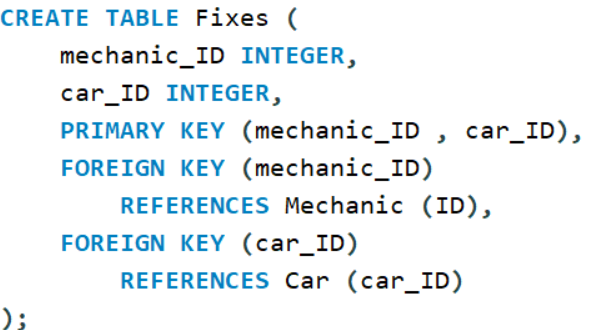 CREATE TABLE Fixes (
    mechanic_ID INTEGER,
    car_ID INTEGER,
    PRIMARY KEY (mechanic_ID , car_ID),
    FOREIGN KEY (mechanic_ID)
        REFERENCES Mechanic (ID),
    FOREIGN KEY (car_ID)
        REFERENCES Car (car_ID)
);